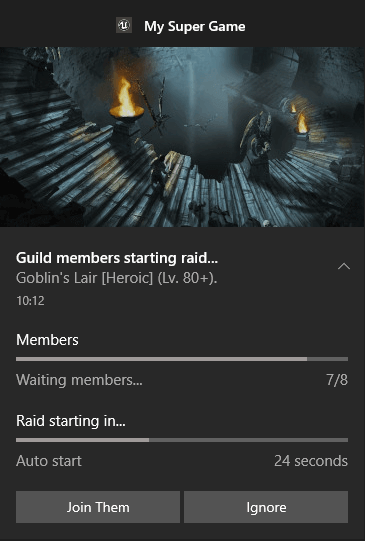 My Super Game
Guild members starting raid...
Goblin's Lair [Heroic] (Lv. 80+).
10:12
Members
Waiting members...
7/8
Raid starting in...
Auto start
24 seconds
Join Them
Ignore